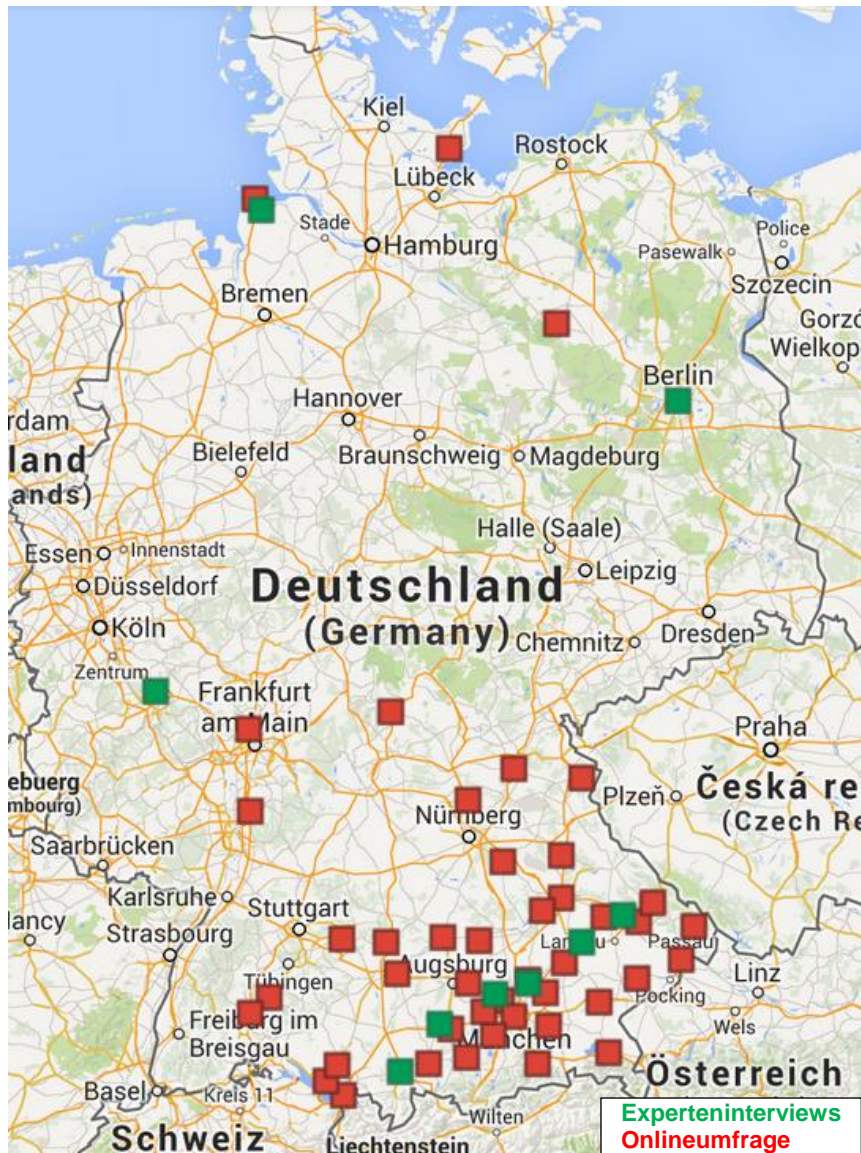 Kiel
Rostock
Lübeck
Stade
Hamburg
Police
Pasewalk
Szczecin
Bremen
Gorzó
Wielkop
Berlin
Hannover
rdam
Bielefeld
Braunschweig
Magdeburg
land
ands)
Halle (Saale)
Essen
Innenstadt
Leipzig
Düsseldorf
Deutschland
(Germany)
Köln
Dresden
Chemnitz
Zentrum
Frankfurt
am Main
Praha
ebuerg
mbourg)
Česká re
(Czech Re
Plzeň
Nürnberg
Saarbrücken
Karlsruhe
Stuttgart
lancy
Strasbourg
Passau
Augsburg
Linz
Tübingen
Pocking
Wels
Freiburg im
Breisgau
München
Österreich
Basel
Kreis 11
Wilten
Schweiz
Liechtenstein
Experteninterviews
Onlineumfrage